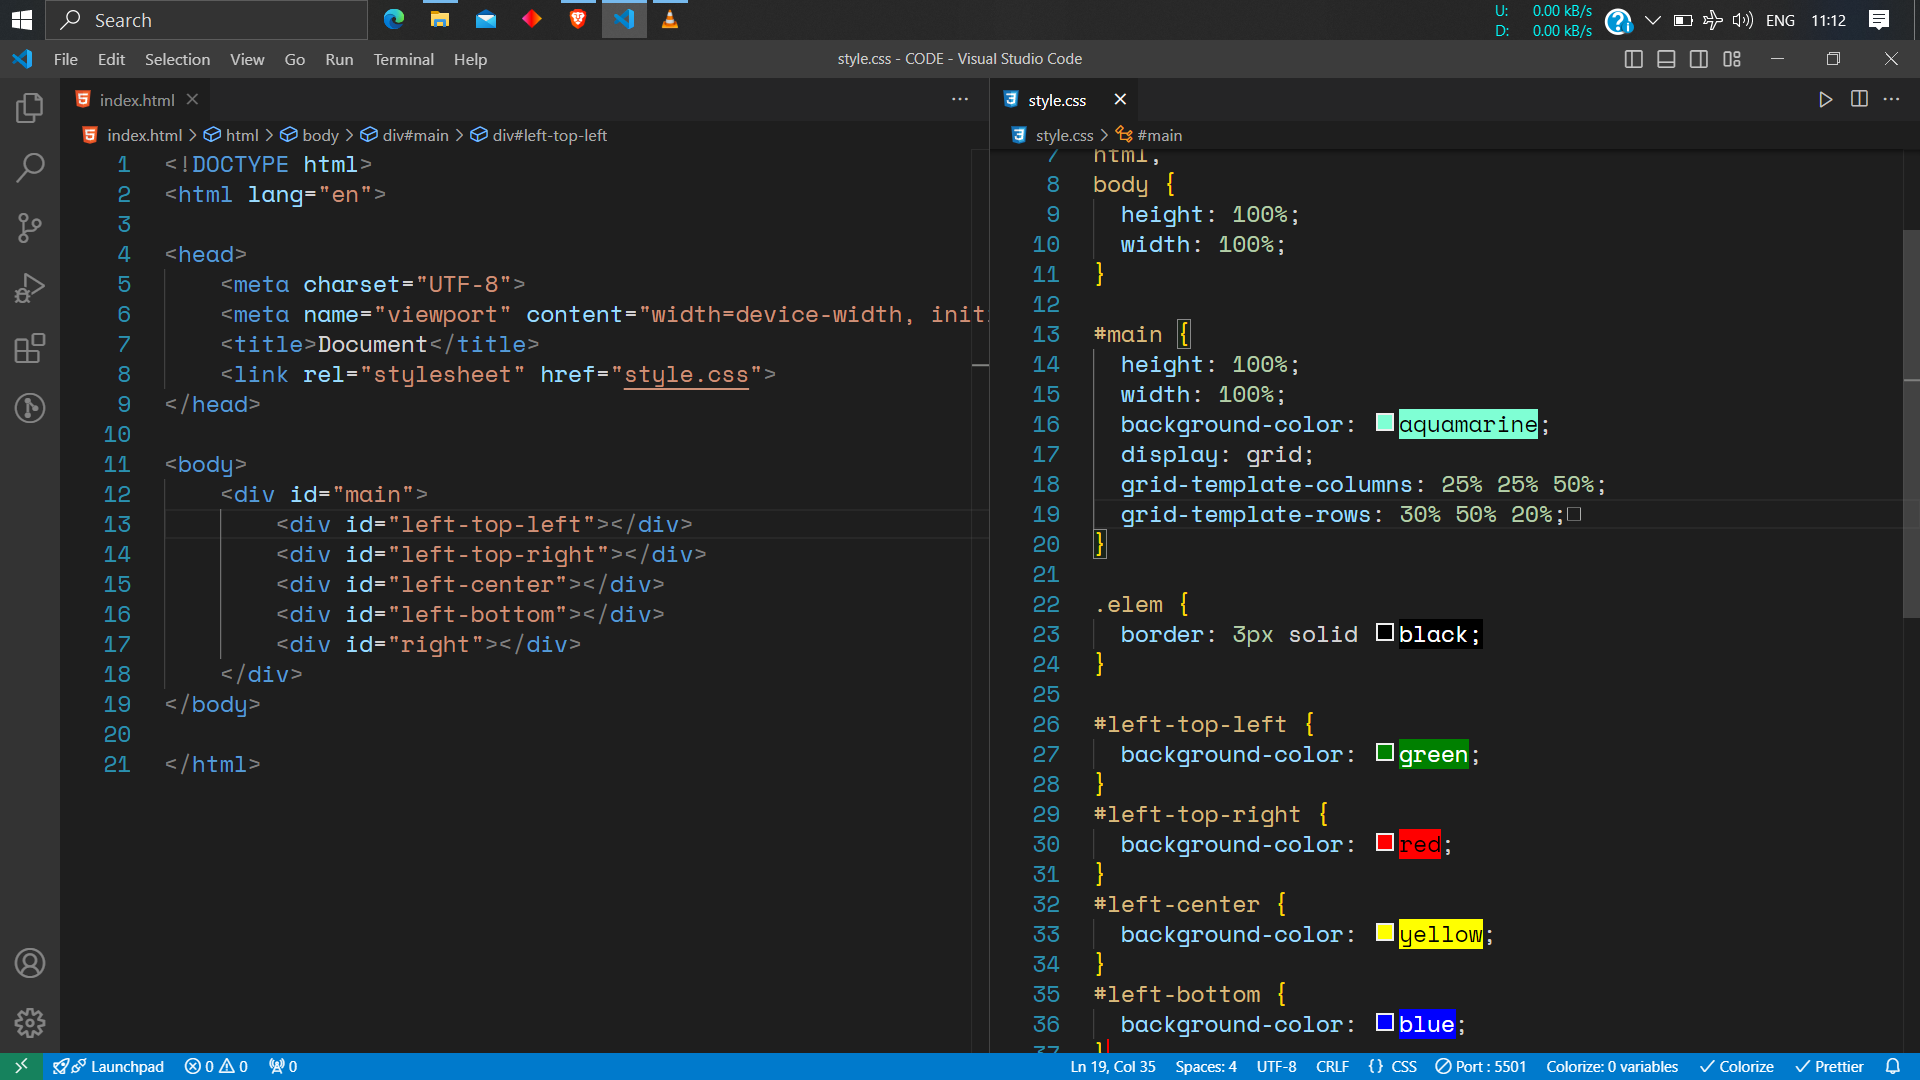 Search
U: 0.00 kB/s
D: 0.00 kB/s
ENG 11:12
File Edit Selection View Go Run Terminal Help
style.css - CODE - Visual Studio Code
index.html
index.html > html > body > div#main > div#left-top-left
1 <!DOCTYPE html>
2 <html lang="en">
3
4 <head>
5 <meta charset="UTF-8">
6 <meta name="viewport" content="width=device-width, init
7 <title>Document</title>
8 <link rel="stylesheet" href="style.css">
9 </head>
10
11 <body>
12 <div id="main">
13 <div id="left-top-left"></div>
14 <div id="left-top-right"></div>
15 <div id="left-center"></div>
16 <div id="left-bottom"></div>
17 <div id="right"></div>
18 </div>
19 </body>
20
21 </html>
style.css
style.css > #main
7 html,
8 body {
9 height: 100%;
10 width: 100%;
11 }
12
13 #main {
14 height: 100%;
15 width: 100%;
16 background-color: aquamarine;
17 display: grid;
18 grid-template-columns: 25% 25% 50%;
19 grid-template-rows: 30% 50% 20%;
20 }
21
22 .elem {
23 border: 3px solid black;
24 }
25
26 #left-top-left {
27 background-color: green;
28 }
29 #left-top-right {
30 background-color: red;
31 }
32 #left-center {
33 background-color: yellow;
34 }
35 #left-bottom {
36 background-color: blue;
37 }
Launchpad 0 0 0
Ln 19, Col 35 Spaces: 4 UTF-8 CRLF {} CSS Port : 5501 Colorize: 0 variables Colorize Prettier